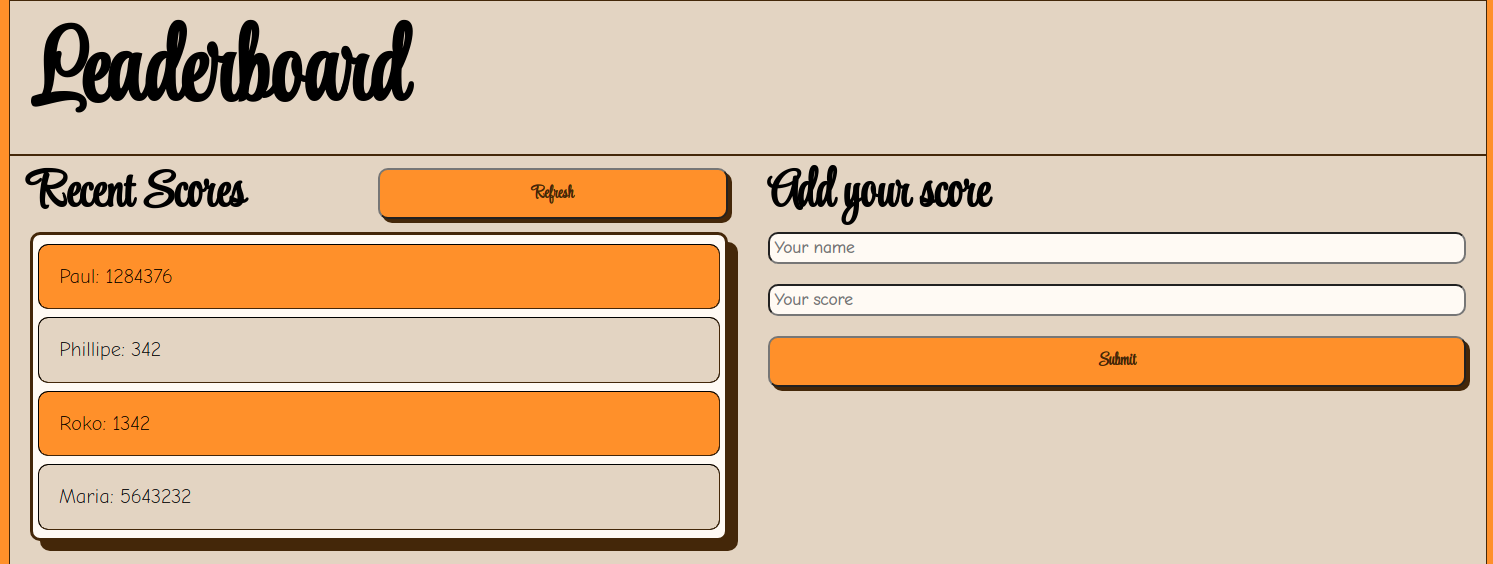 Leaderboard
Recent Scores
Refresh
Paul: 1284376
Phillipe: 342
Roko: 1342
Maria: 5643232
Add your score
Your name
Your score
Submit